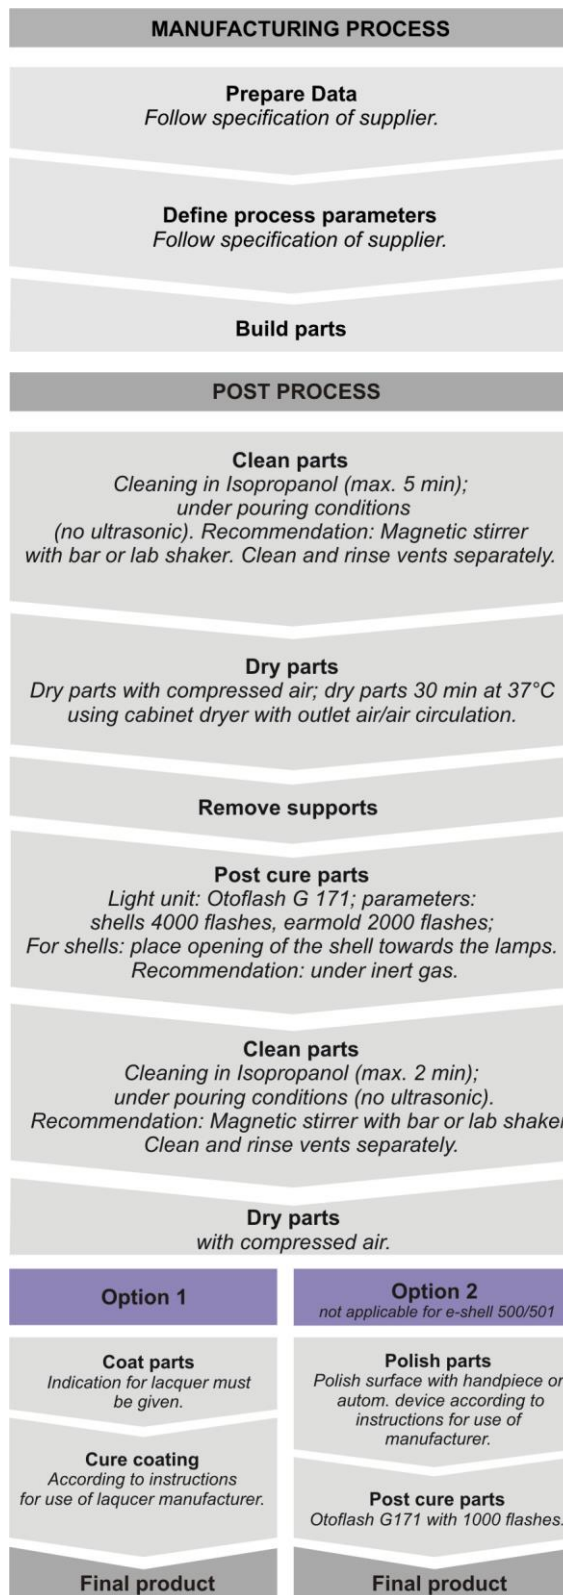 MANUFACTURING PROCESS
Prepare Data
Follow specification of supplier.
Define process parameters
Follow specification of supplier.
Build parts
POST PROCESS
Clean parts
Cleaning in Isopropanol (max. 5 min);
under pouring conditions
(no ultrasonic). Recommendation: Magnetic stirrer
with bar or lab shaker. Clean and rinse vents separately.
Dry parts
Dry parts with compressed air; dry parts 30 min at 37°C
using cabinet dryer with outlet air/air circulation.
Remove supports
Post cure parts
Light unit: Otoflash G 171; parameters:
shells 4000 flashes, earmold 2000 flashes;
For shells: place opening of the shell towards the lamps.
Recommendation: under inert gas.
Clean parts
Cleaning in Isopropanol (max. 2 min);
under pouring conditions (no ultrasonic).
Recommendation: Magnetic stirrer with bar or lab shaker
Clean and rinse vents separately.
Dry parts
with compressed air.
Option 1
Coat parts
Indication for lacquer must
be given.
Cure coating
According to instructions
for use of laqucer manufacturer.
Final product
Option 2
not applicable for e-shell 500/501
Polish parts
Polish surface with handpiece or
autom. device according to
instructions for use of
manufacturer.
Post cure parts
Otoflash G171 with 1000 flashes.
Final product